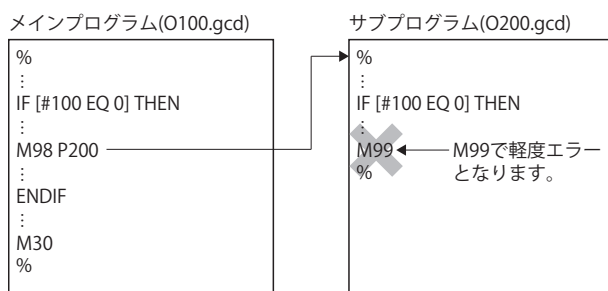 メインプログラム(O100.gcd)
%
⋮
IF [#100 EQ 0] THEN
⋮
M98 P200
⋮
ENDIF
⋮
M30
%
サブプログラム(O200.gcd)
%
⋮
IF [#100 EQ 0] THEN
⋮
M99
%
M99で軽度エラー
となります。